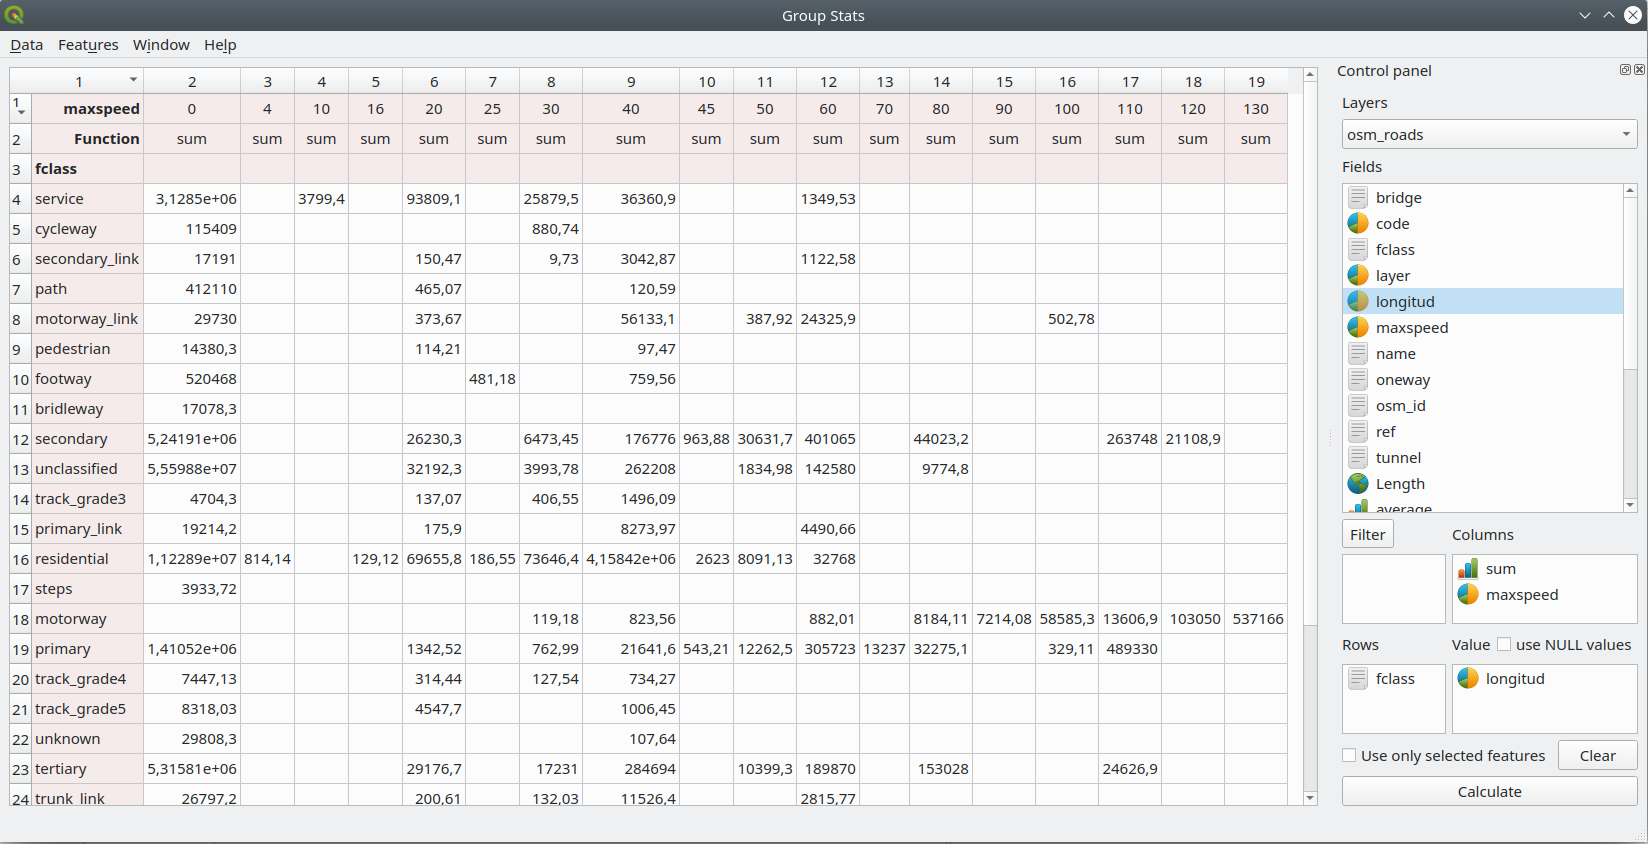 Group Stats
Data Features Window Help
1 2 3 4 5 6 7 8 9 10 11 12 13 14 15 16 17 18 19
1 maxspeed 0 4 10 16 20 25 30 40 45 50 60 70 80 90 100 110 120 130
2 Function sum sum sum sum sum sum sum sum sum sum sum sum sum sum sum sum sum sum
3 fclass
4 service 3,1285e+06 3799,4 93809,1 25879,5 36360,9 1349,53
5 cycleway 115409 880,74
6 secondary_link 17191 150,47 9,73 3042,87 1122,58
7 path 412110 465,07 120,59
8 motorway_link 29730 373,67 56133,1 387,92 24325,9 502,78
9 pedestrian 14380,3 114,21 97,47
10 footway 520468 481,18 759,56
11 bridleway 17078,3
12 secondary 5,24191e+06 26230,3 6473,45 176776 963,88 30631,7 401065 44023,2 263748 21108,9
13 unclassified 5,55988e+07 32192,3 3993,78 262208 1834,98 142580 9774,8
14 track_grade3 4704,3 137,07 406,55 1496,09
15 primary_link 19214,2 175,9 8273,97 4490,66
16 residential 1,12289e+07 814,14 129,12 69655,8 186,55 73646,4 4,15842e+06 2623 8091,13 32768
17 steps 3933,72
18 motorway 119,18 823,56 882,01 8184,11 7214,08 58585,3 13606,9 103050 537166
19 primary 1,41052e+06 1342,52 762,99 21641,6 543,21 12262,5 305723 13237 32275,1 329,11 489330
20 track_grade4 7447,13 314,44 127,54 734,27
21 track_grade5 8318,03 4547,7 1006,45
22 unknown 29808,3 107,64
23 tertiary 5,31581e+06 29176,7 17231 284694 10399,3 189870 153028 24626,9
24 trunk_link 26797,2 200,61 132,03 11526,4 2815,77
Control panel
Layers
osm_roads
Fields
bridge
code
fclass
layer
longitud
maxspeed
name
oneway
osm_id
ref
tunnel
Length
average
Filter Columns
sum
maxspeed
Rows Value use NULL values
fclass longitud
Use only selected features Clear
Calculate